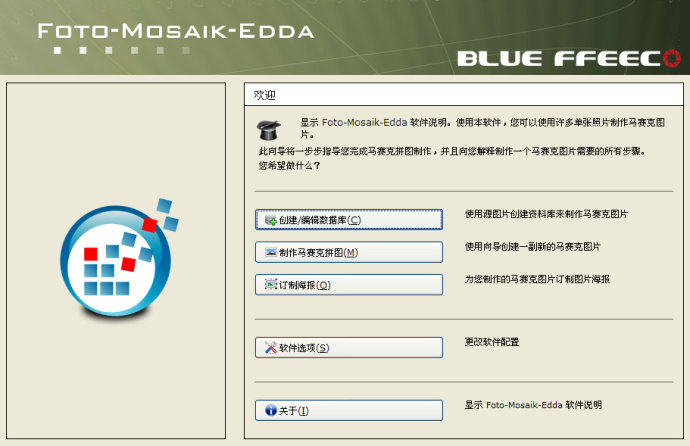 FOTO-MOSAIK-EDDA
BLUE FFEECO
欢迎
显示 Foto-Mosaik-Edda 软件说明。使用本软件，您可以使用许多单张照片制作马赛克图
片。
此向导将一步步指导您完成马赛克拼图制作，并且向您解释制作一个马赛克图片需要的所有步骤。
您希望做什么？
创建/编辑数据库(C)
使用源图片创建资料库来制作马赛克图片
制作马赛克拼图(M)
使用向导创建一副新的马赛克图片
订制海报(O)
为您制作的马赛克图片订制图片海报
软件选项(S)
更改软件配置
关于(I)
显示 Foto-Mosaik-Edda 软件说明